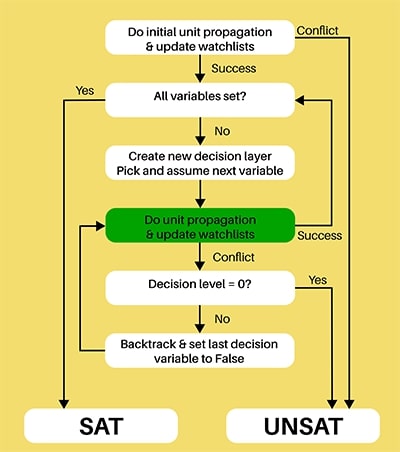 Do initial unit propagation
& update watchlists
Conflict
Success
Yes
All variables set?
No
Create new decision layer
Pick and assume next variable
Do unit propagation
& update watchlists
Success
Conflict
Decision level = 0?
Yes
No
Backtrack & set last decision
variable to False
SAT
UNSAT